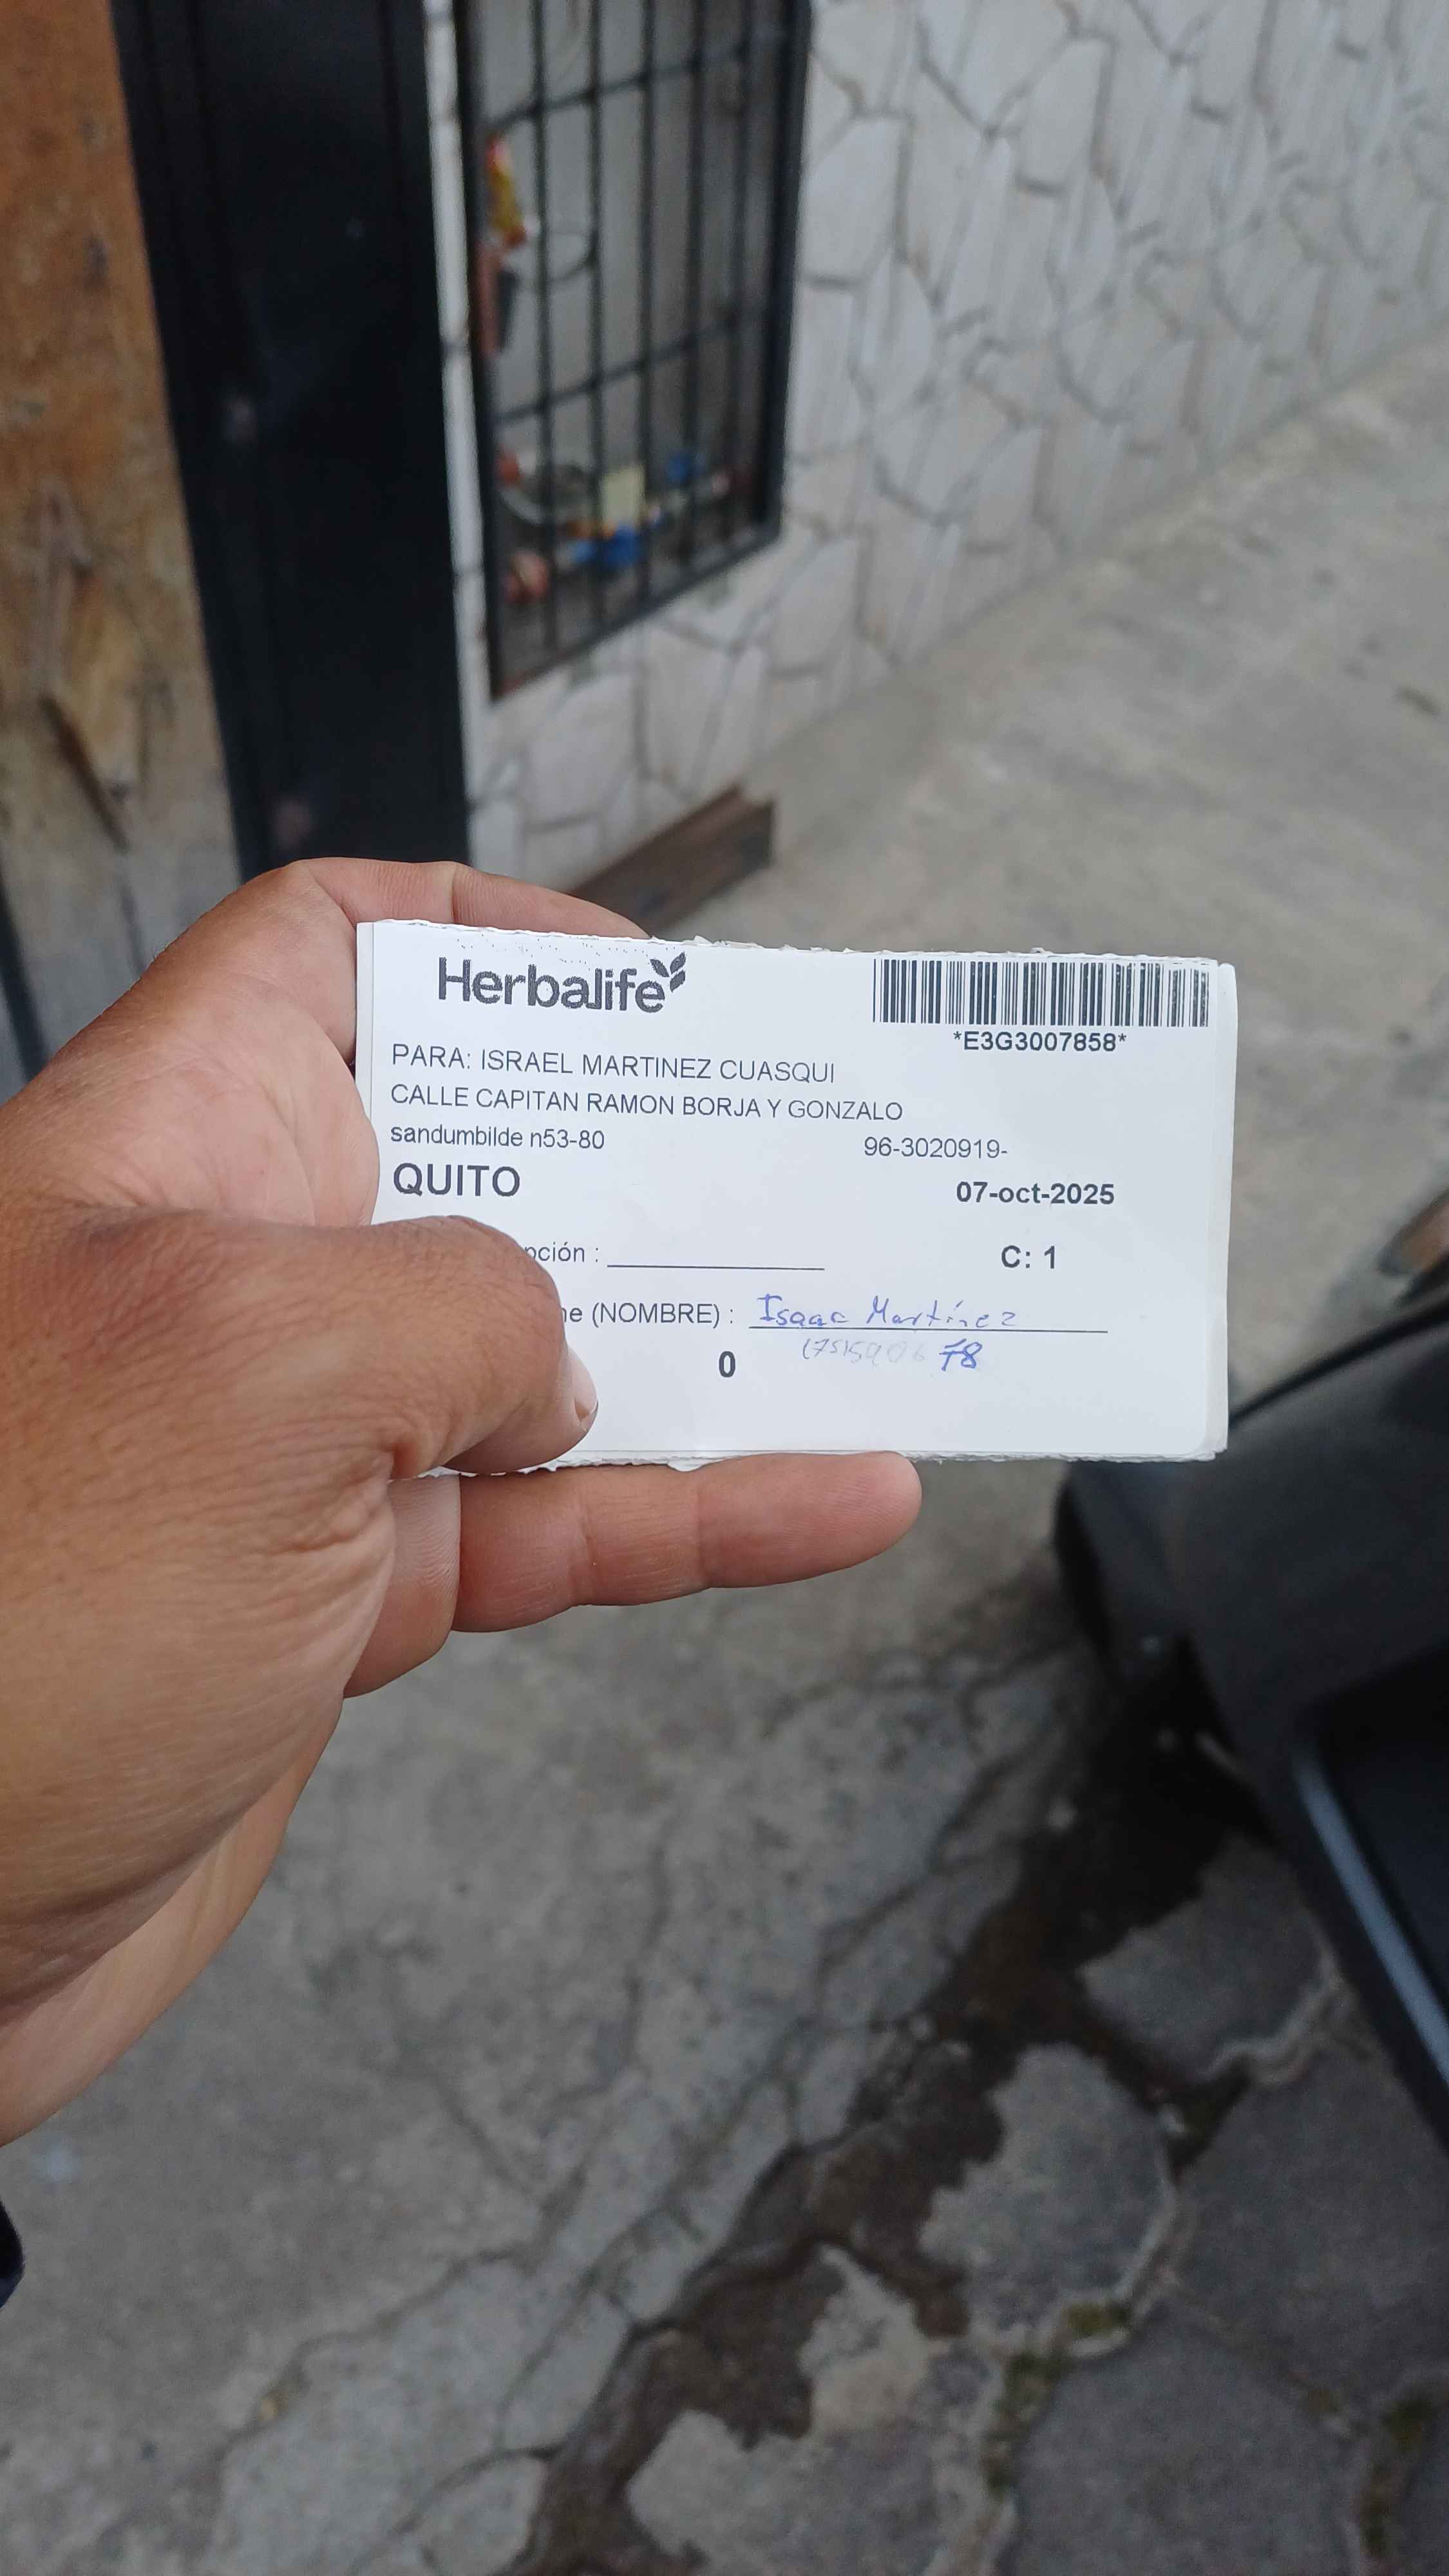 Herbalife
*E3G3007858*
PARA: ISRAEL MARTINEZ CUASQUI
CALLE CAPITAN RAMON BORJA Y GONZALO
sandumbilde n53-80 96-3020919-
QUITO 07-oct-2025
pción : C: 1
e (NOMBRE) : Isaac Martínez
0